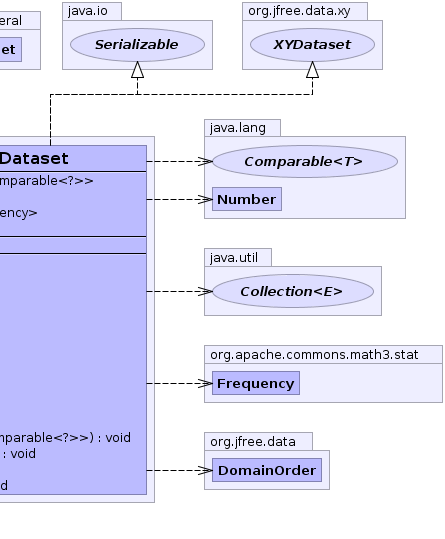 java.io
org.jfree.data.xy
eral
et
Serializable
XYDataset
java.lang
Dataset
Comparable<T>
mparable<?>>
Number
ency>
java.util
Collection<E>
org.apache.commons.math3.stat
Frequency
org.jfree.data
mparable<?>>) : void
: void
DomainOrder
d